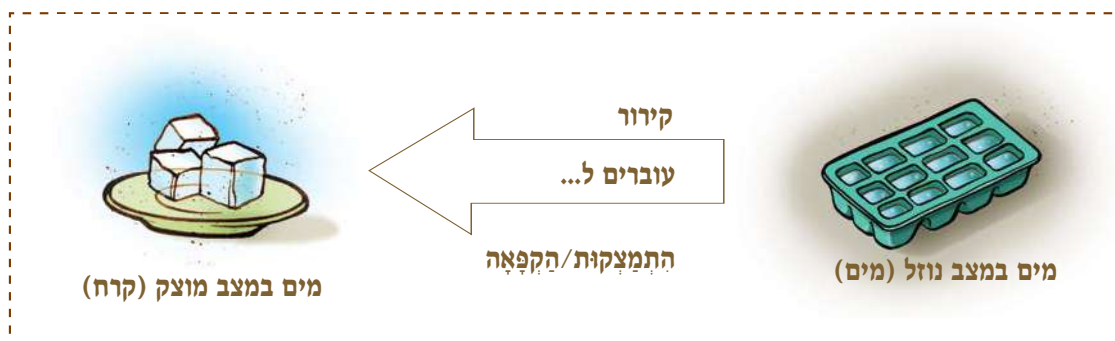 קירור
עוברים ל...
הִתְמַצְּקוּת/הַקְפָּאָה
מים במצב נוזל (מים)
מים במצב מוצק (קרח)